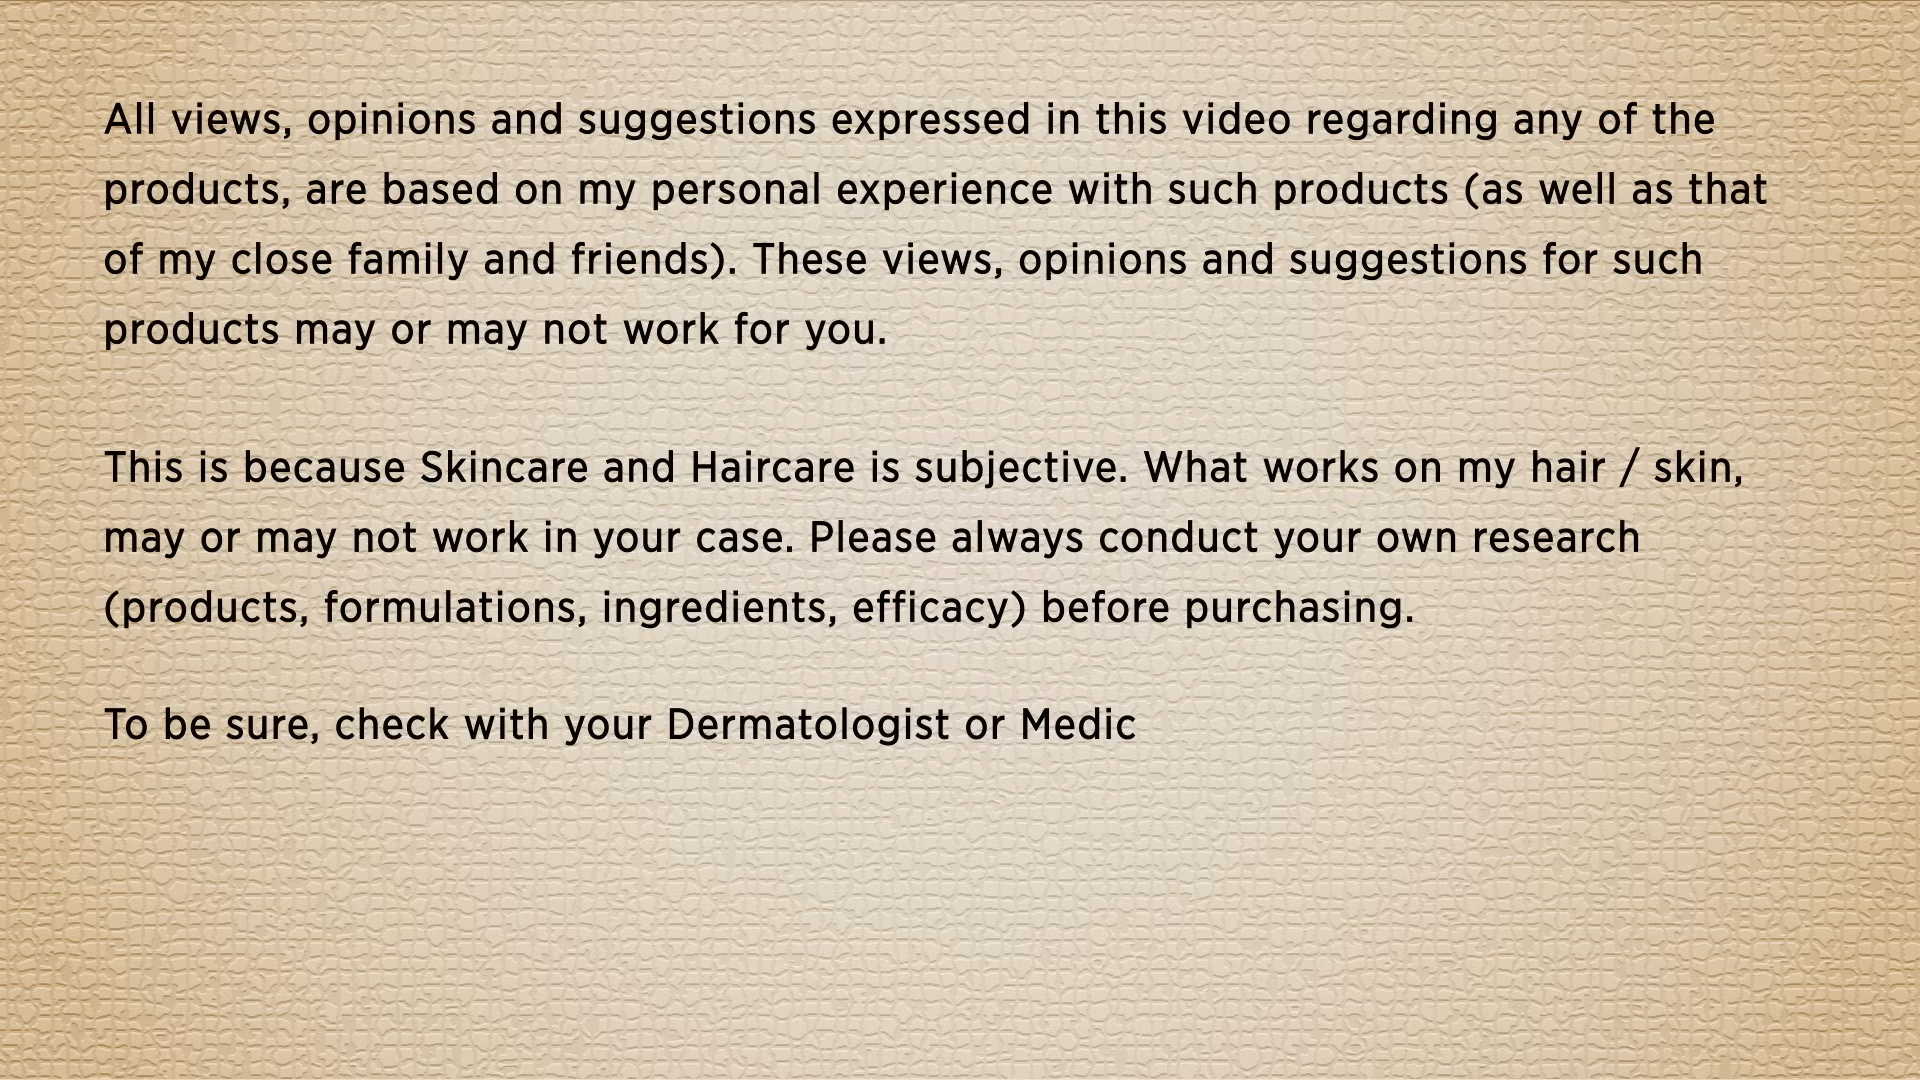 All views, opinions and suggestions expressed in this video regarding any of the
products, are based on my personal experience with such products (as well as that
of my close family and friends). These views, opinions and suggestions for such
products may or may not work for you.
This is because Skincare and Haircare is subjective. What works on my hair / skin,
may or may not work in your case. Please always conduct your own research
(products, formulations, ingredients, efficacy) before purchasing.
To be sure, check with your Dermatologist or Medic